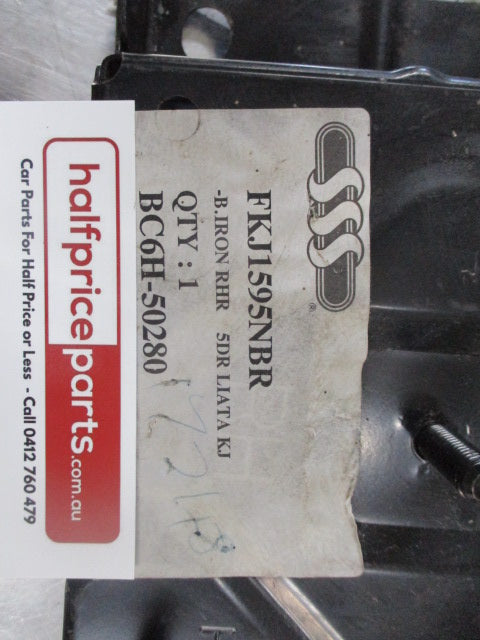 halfpriceparts.com.au
Car Parts For Half Price or Less - Call 0412 760 479
SSS
®
FKJ1595NBR
-B.IRON RHR 5DR LIATA KJ
QTY : 1
BC6H-50280